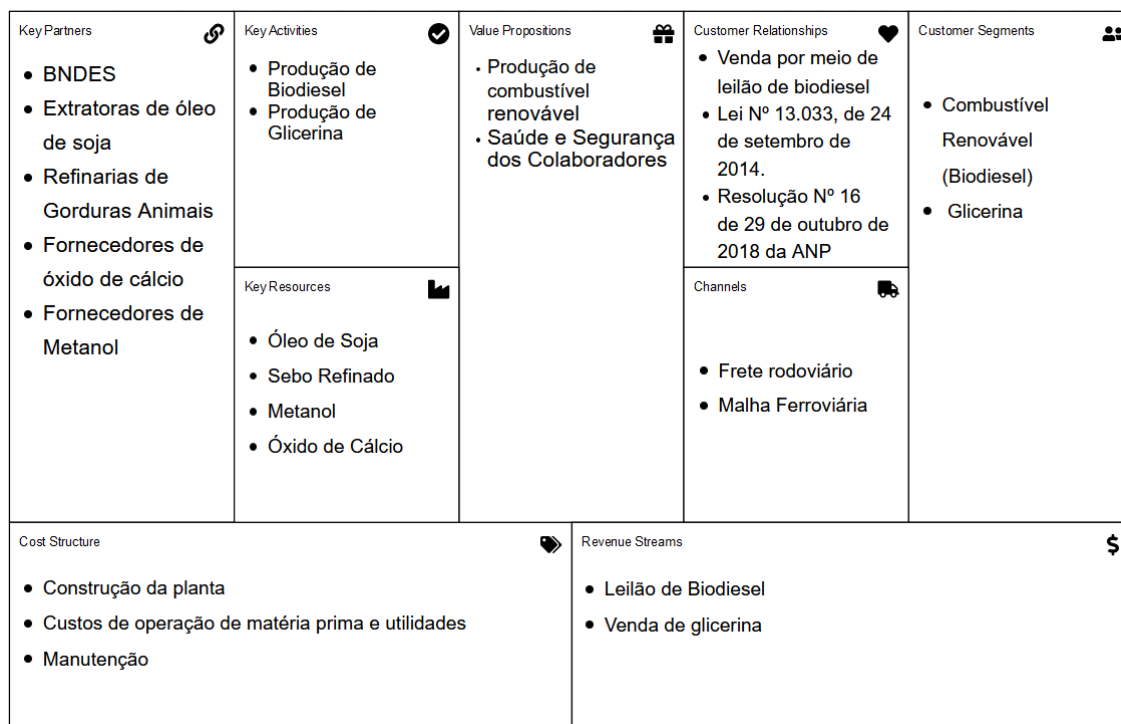 Key Partners
BNDES
Extratoras de óleo
de soja
Refinarias de
Gorduras Animais
Fornecedores de
óxido de cálcio
Fornecedores de
Metanol
Key Activities
Produção de
Biodiesel
Produção de
Glicerina
Key Resources
Óleo de Soja
Sebo Refinado
Metanol
Óxido de Cálcio
Value Propositions
Produção de
combustível
renovável
Saúde e Segurança
dos Colaboradores
Customer Relationships
Venda por meio de
leilão de biodiesel
Lei Nº 13.033, de 24
de setembro de
2014.
Resolução Nº 16
de 29 de outubro de
2018 da ANP
Channels
Frete rodoviário
Malha Ferroviária
Customer Segments
Combustível
Renovável
(Biodiesel)
Glicerina
Cost Structure
Construção da planta
Custos de operação de matéria prima e utilidades
Manutenção
Revenue Streams
Leilão de Biodiesel
Venda de glicerina